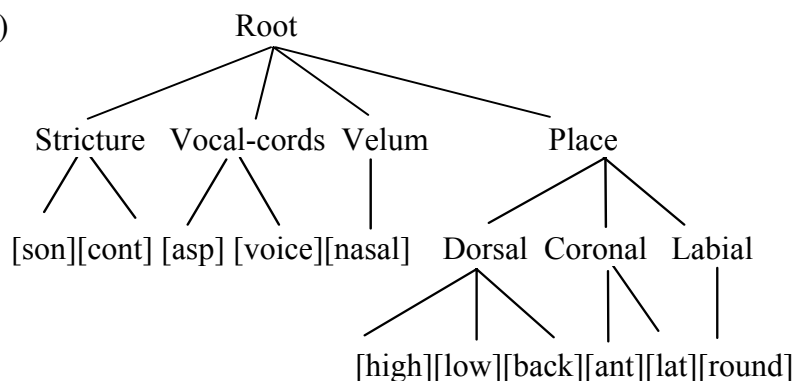 ) Root
Stricture Vocal-cords Velum Place
[son][cont] [asp] [voice][nasal] Dorsal Coronal Labial
[high][low][back][ant][lat][round]